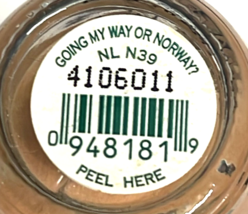 GOING MY WAY OR NORWAY?
NL N39
4106011
0 948181 9
PEEL HERE